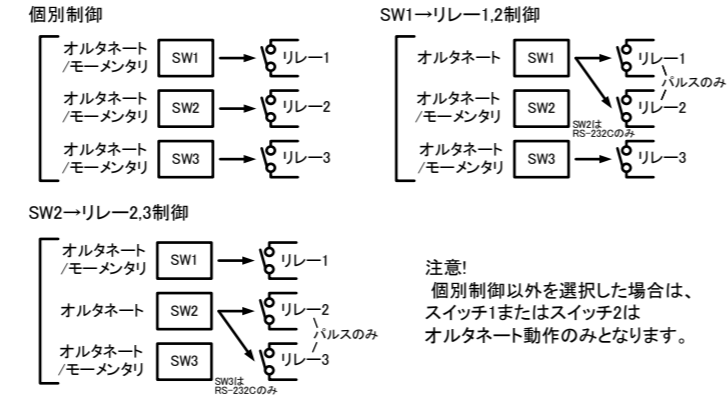 個別制御
オルタネート
/モーメンタリ
SW1
リレー1
オルタネート
/モーメンタリ
SW2
リレー2
オルタネート
/モーメンタリ
SW3
リレー3
SW1→リレー1,2制御
オルタネート
SW1
リレー1
パルスのみ
オルタネート
/モーメンタリ
SW2
SW2は
RS-232Cのみ
リレー2
オルタネート
/モーメンタリ
SW3
リレー3
SW2→リレー2,3制御
オルタネート
/モーメンタリ
SW1
リレー1
オルタネート
SW2
リレー2
パルスのみ
オルタネート
/モーメンタリ
SW3
SW3は
RS-232Cのみ
リレー3
注意!
個別制御以外を選択した場合は、
スイッチ1またはスイッチ2は
オルタネート動作のみとなります。